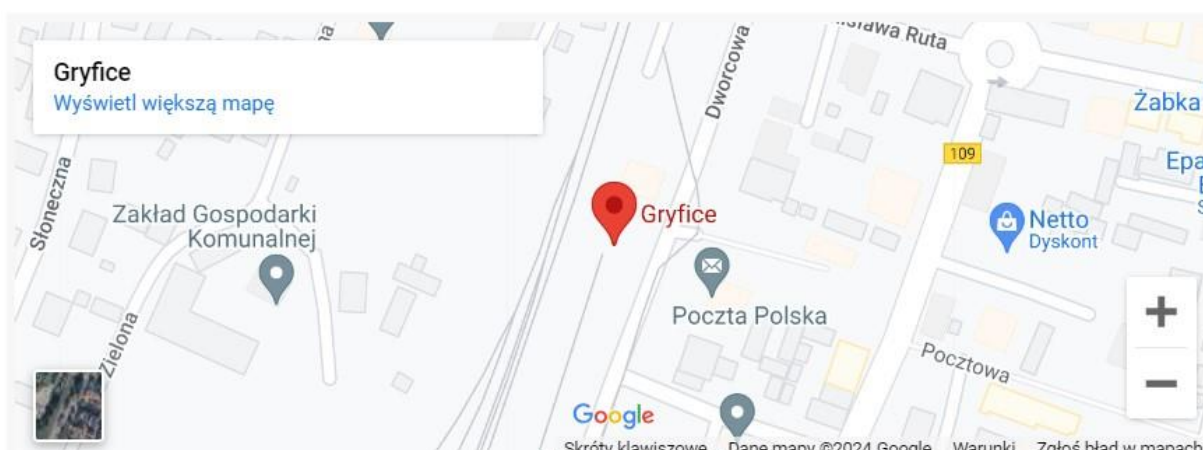 Gryfice
Wyświetl większą mapę
Słoneczna
Zielona
Zakład Gospodarki
Komunalnej
Dworcowa
Ruta
109
Żabka
Gryfice
Netto
Dyskont
Poczta Polska
Pocztowa
+
−
Google
Skróty klawiszowe
Dane mapy ©2024 Google
Warunki
Zgłoś błąd w mapach